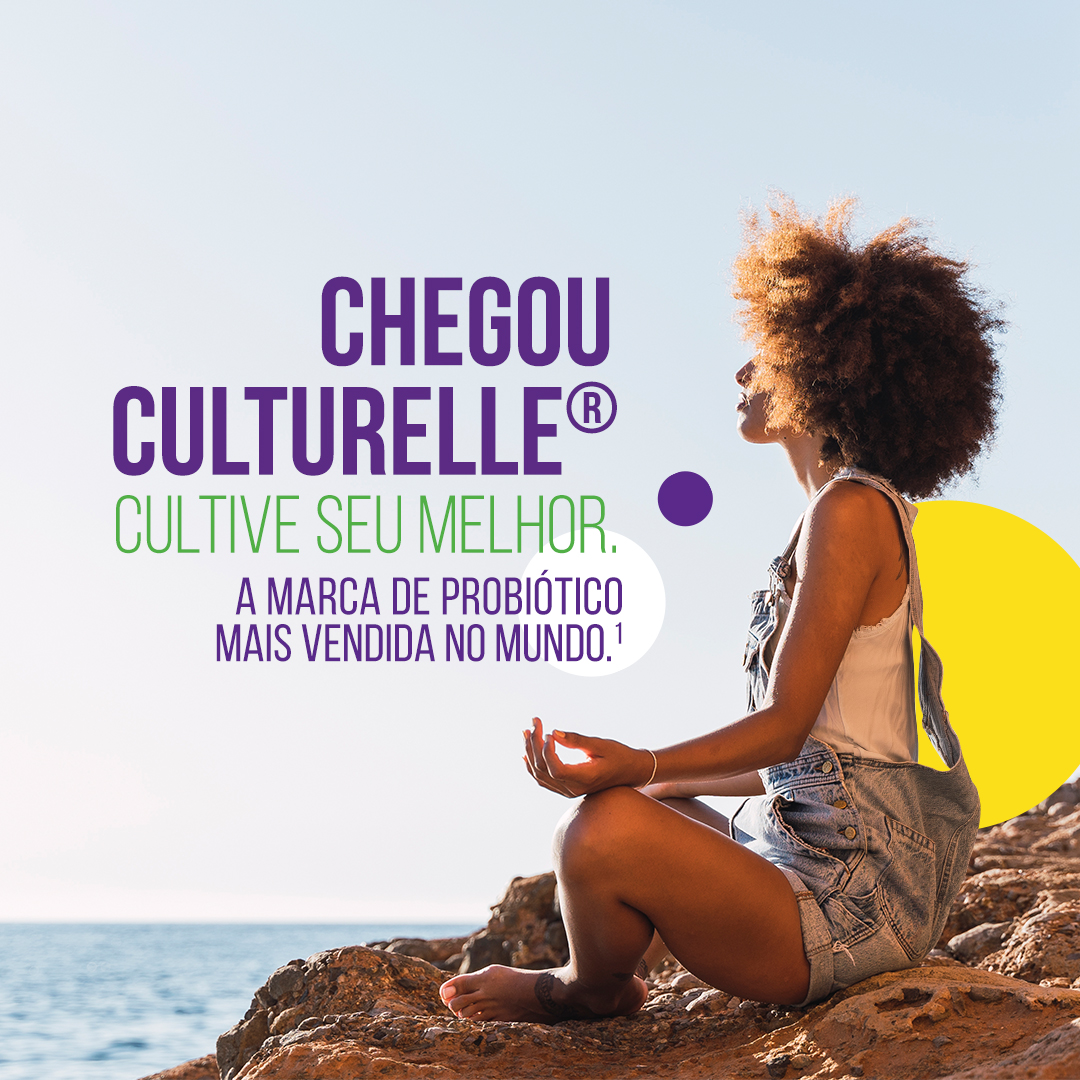 CHEGOU
CULTURELLE®
CULTIVE SEU MELHOR.
A MARCA DE PROBIÓTICO
MAIS VENDIDA NO MUNDO.¹